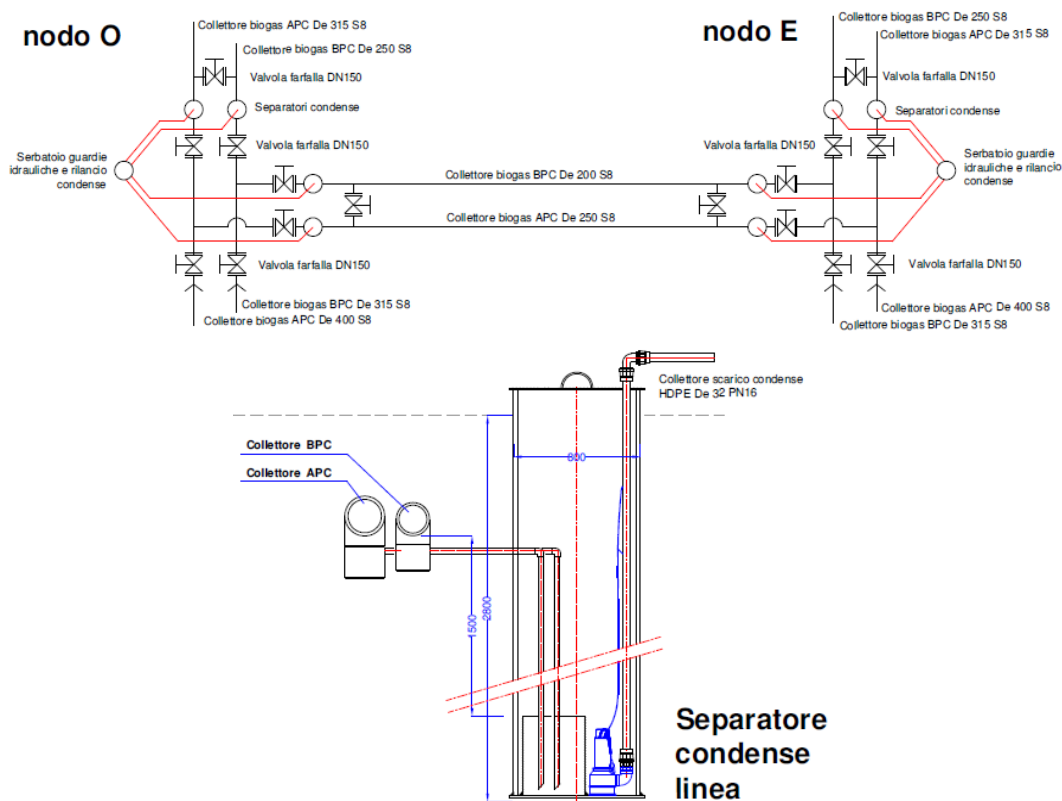 nodo O
Collettore biogas APC De 315 S8
Collettore biogas BPC De 250 S8
Valvola farfalla DN150
Separatori condense
Valvola farfalla DN150
Serbatoio guardie
idrauliche e rilancio
condense
Valvola farfalla DN150
Collettore biogas BPC De 315 S8
Collettore biogas APC De 400 S8
Collettore biogas BPC De 200 S8
Collettore biogas APC De 250 S8
nodo E
Collettore biogas BPC De 250 S8
Collettore biogas APC De 315 S8
Valvola farfalla DN150
Separatori condense
Valvola farfalla DN150
Serbatoio guardie
idrauliche e rilancio
condense
Valvola farfalla DN150
Collettore biogas APC De 400 S8
Collettore biogas BPC De 315 S8
Collettore scarico condense
HDPE De 32 PN16
Collettore BPC
Collettore APC
800
1500
2800
Separatore
condense
linea